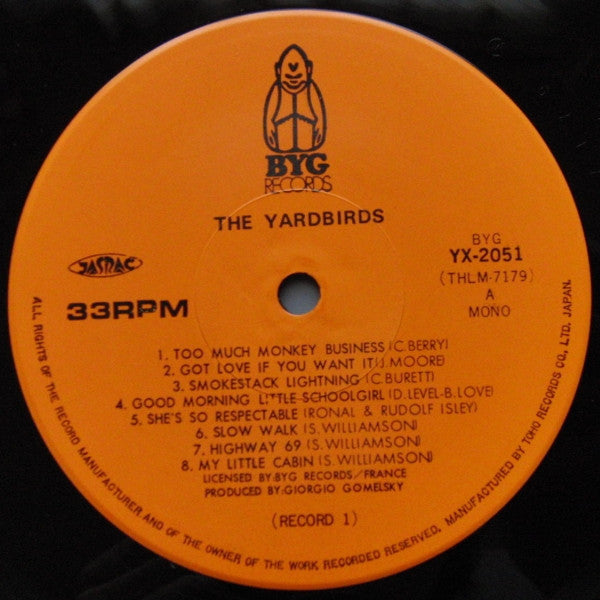 BYG
RECORDS
THE YARDBIRDS
JASRAC
33RPM
BYG
YX-2051
(THLM-7179)
A
MONO
1. TOO MUCH MONKEY BUSINESS (C.BERRY)
2. GOT LOVE IF YOU WANT IT (J.MOORE)
3. SMOKESTACK LIGHTNING (C.BURETT)
4. GOOD MORNING LITTLE SCHOOLGIRL (D.LEVEL-B.LOVE)
5. SHE'S SO RESPECTABLE (RONAL & RUDOLF ISLEY)
6. SLOW WALK (S.WILLIAMSON)
7. HIGHWAY 69 (S.WILLIAMSON)
8. MY LITTLE CABIN (S.WILLIAMSON)
LICENSED BY:BYG RECORDS/FRANCE
PRODUCED BY:GIORGIO GOMELSKY
(RECORD 1)
ALL RIGHTS OF THE RECORD MANUFACTURER AND OF THE OWNER OF THE WORK RECORDED RESERVED. MANUFACTURED BY TOHO RECORDS CO., LTD. JAPAN.